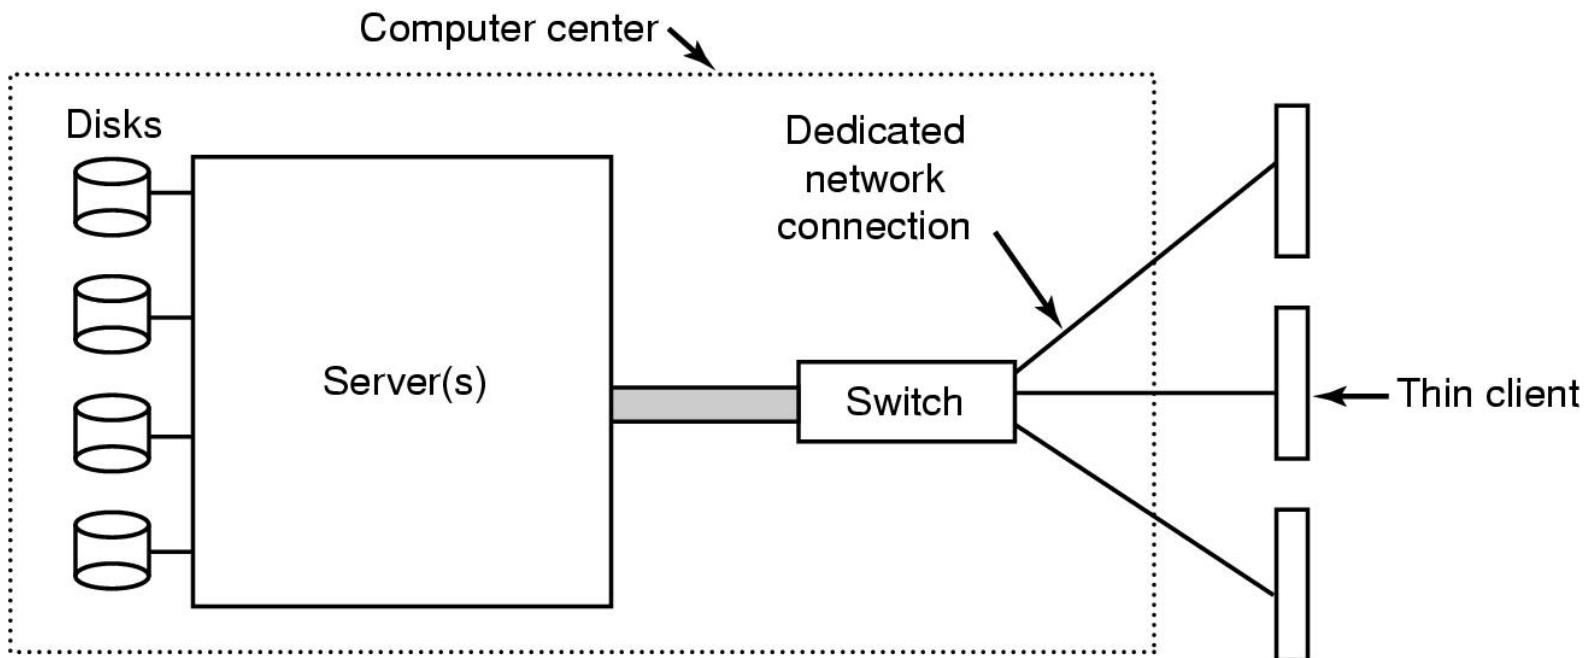 Computer center
Disks
Dedicated
network
connection
Server(s)
Switch
Thin client